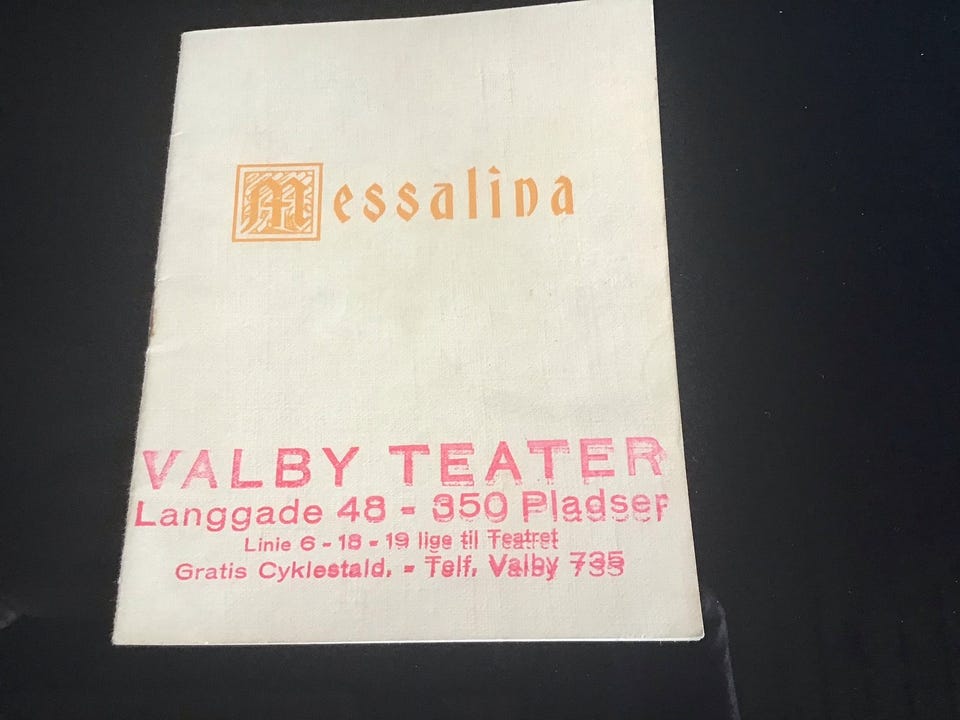 Messalina
VALBY TEATER
Langgade 48 - 350 Pladser
Linie 6 - 18 - 19 lige til Teatret
Gratis Cyklestald. - Telf. Valby 735